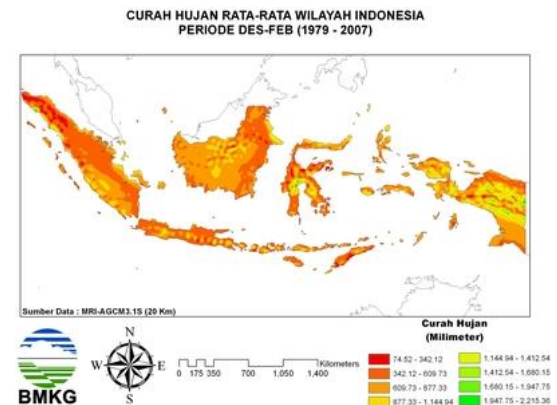 CURAH HUJAN RATA-RATA WILAYAH INDONESIA
PERIODE DES-FEB (1979 - 2007)
Sumber Data : MRI-AGCM3.1S (20 Km)
BMKG
N
W
E
S
Kilometers
0 175 350 700 1,050 1,400
Curah Hujan
(Milimeter)
74.52 - 342.12
342.12 - 609.73
609.73 - 877.33
877.33 - 1,144.94
1,144.94 - 1,412.54
1,412.54 - 1,680.15
1,680.15 - 1,947.75
1,947.75 - 2,215.36